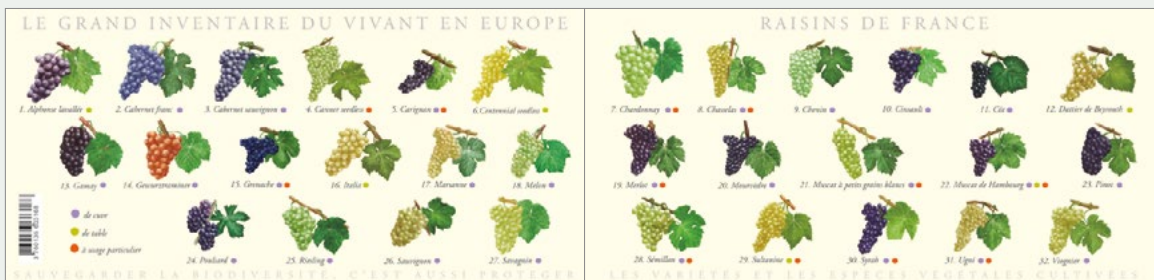 LE GRAND INVENTAIRE DU VIVANT EN EUROPE
RAISINS DE FRANCE
1. Alphonse lavallée
2. Cabernet franc
3. Cabernet sauvignon
4. Canner seedless
5. Carignan
6. Centennial seedless
7. Chardonnay
8. Chasselas
9. Chenin
10. Cinsault
11. Côt
12. Dattier de Beyrouth
13. Gamay
14. Gewurztraminer
15. Grenache
16. Italia
17. Marsanne
18. Melon
19. Merlot
20. Mourvèdre
21. Muscat à petits grains blancs
22. Muscat de Hambourg
23. Pinot
de cuve
de table
à usage particulier
24. Poulsard
25. Riesling
26. Sauvignon
27. Savagnin
28. Sémillon
29. Sultanine
30. Syrah
31. Ugni
32. Viognier
SAUVEGARDER LA BIODIVERSITÉ, C'EST AUSSI PROTÉGER
LES VARIÉTÉS ET LES ESPÈCES VÉGÉTALES CULTIVÉES